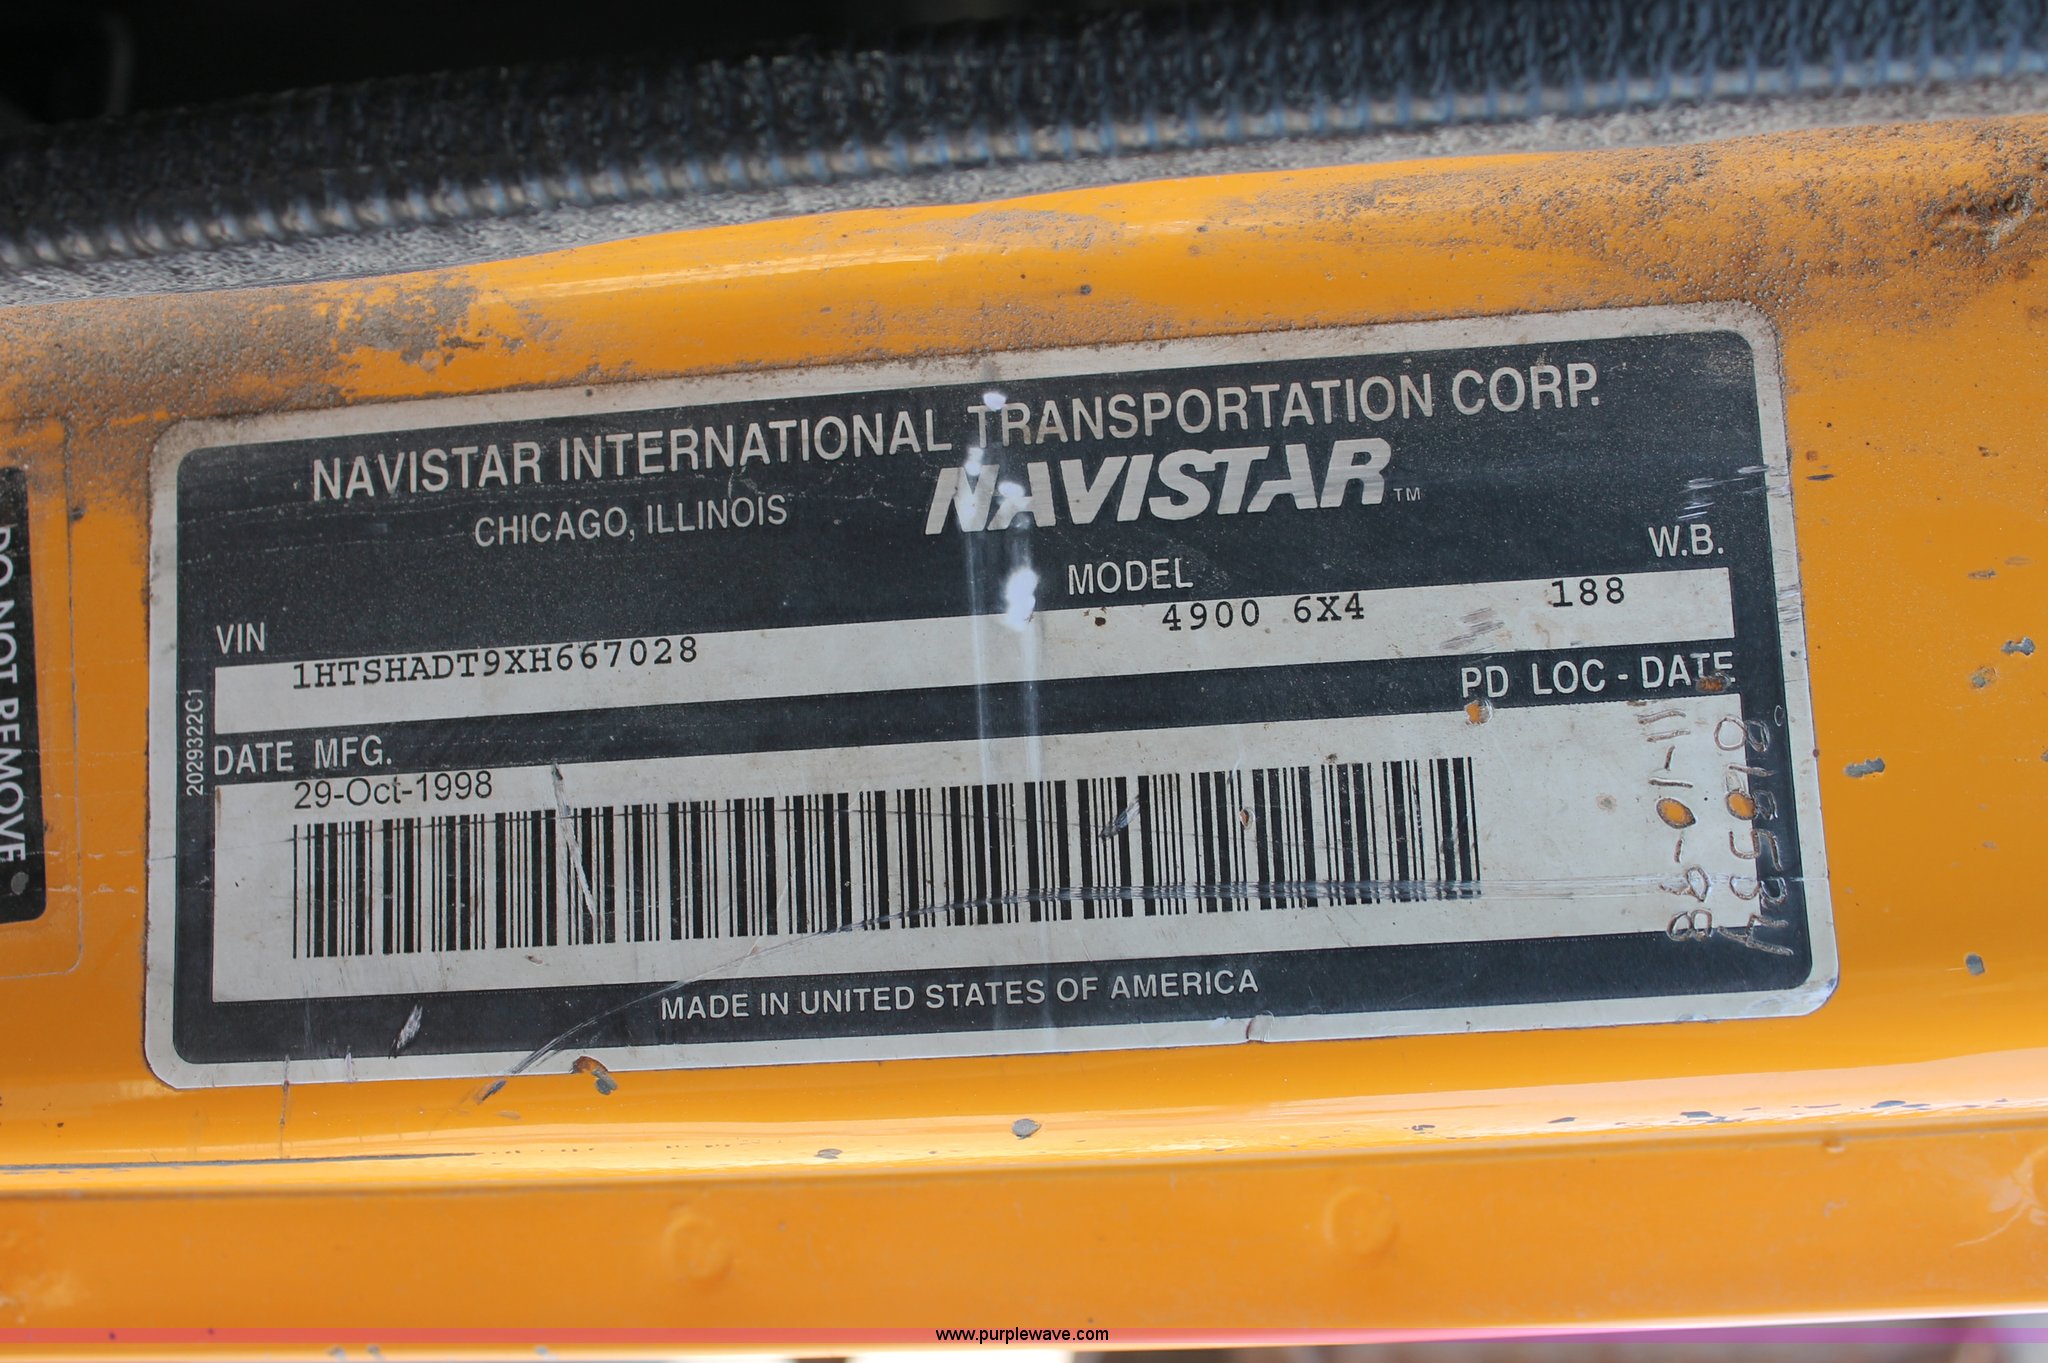 NAVISTAR INTERNATIONAL TRANSPORTATION CORP.
CHICAGO, ILLINOIS
NAVISTAR™
VIN
MODEL
W.B.
1HTSHADT9XH667028
4900 6X4
188
DATE MFG.
PD LOC - DATE
29-Oct-1998
2029322C1
MADE IN UNITED STATES OF AMERICA
DO NOT REMOVE
www.purplewave.com